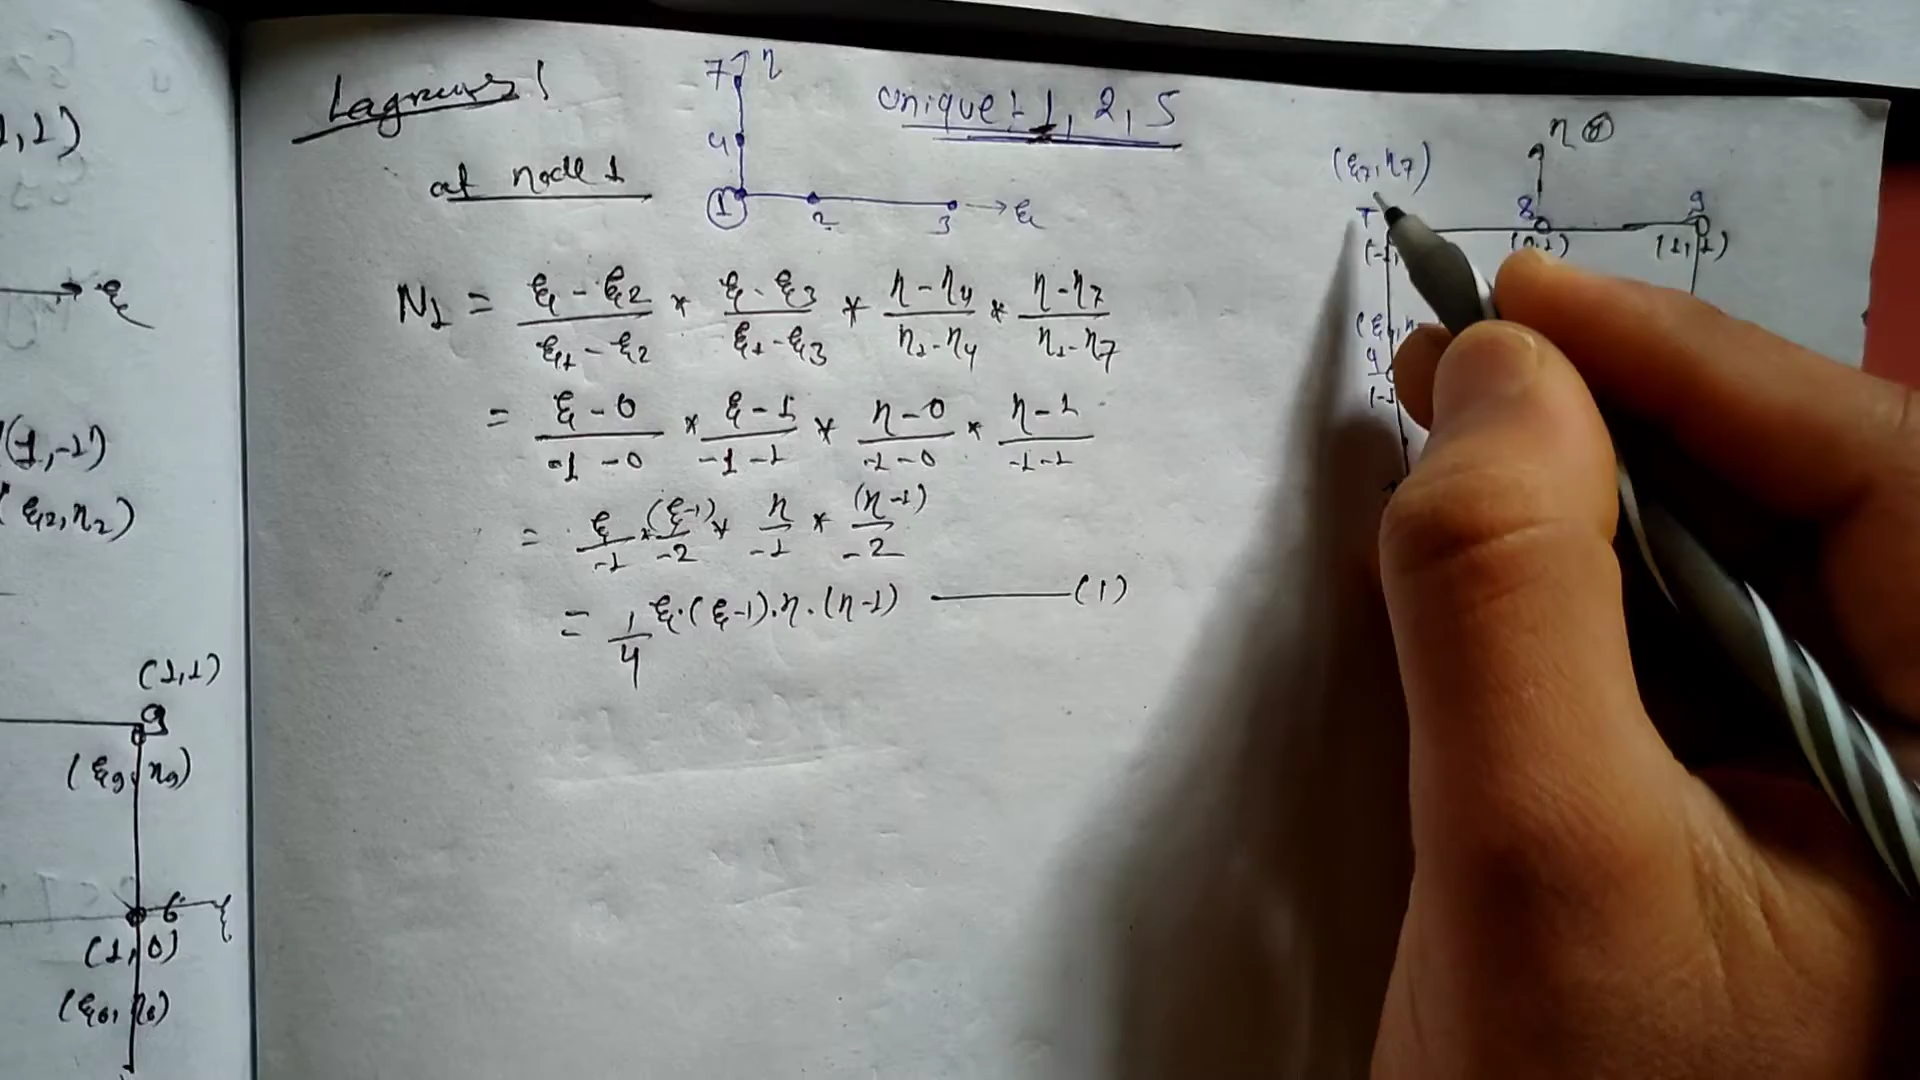 at node 1
7 η
4
1 2 3 → ξ
unique :- 1, 2, 5
N1 = ξ - ξ2 / ξ1 - ξ2 * ξ - ξ3 / ξ1 - ξ3 * η - η4 / η1 - η4 * η - η7 / η1 - η7
= ξ - 0 / -1 - 0 * ξ - 1 / -1 - 1 * η - 0 / -1 - 0 * η - 1 / -1 - 1
= ξ / -1 * (ξ-1) / -2 * η / -1 * (η-1) / -2
= 1/4 ξ·(ξ-1)·η·(η-1) ——— (1)
η
(ξ7, η7)
7 8 9
(0,1) (1,1)
4
,1)
ξ
(1,-1)
(ξ2, η2)
(1,1)
9
(ξ9, η9)
6
(1,0)
(ξ6, η6)